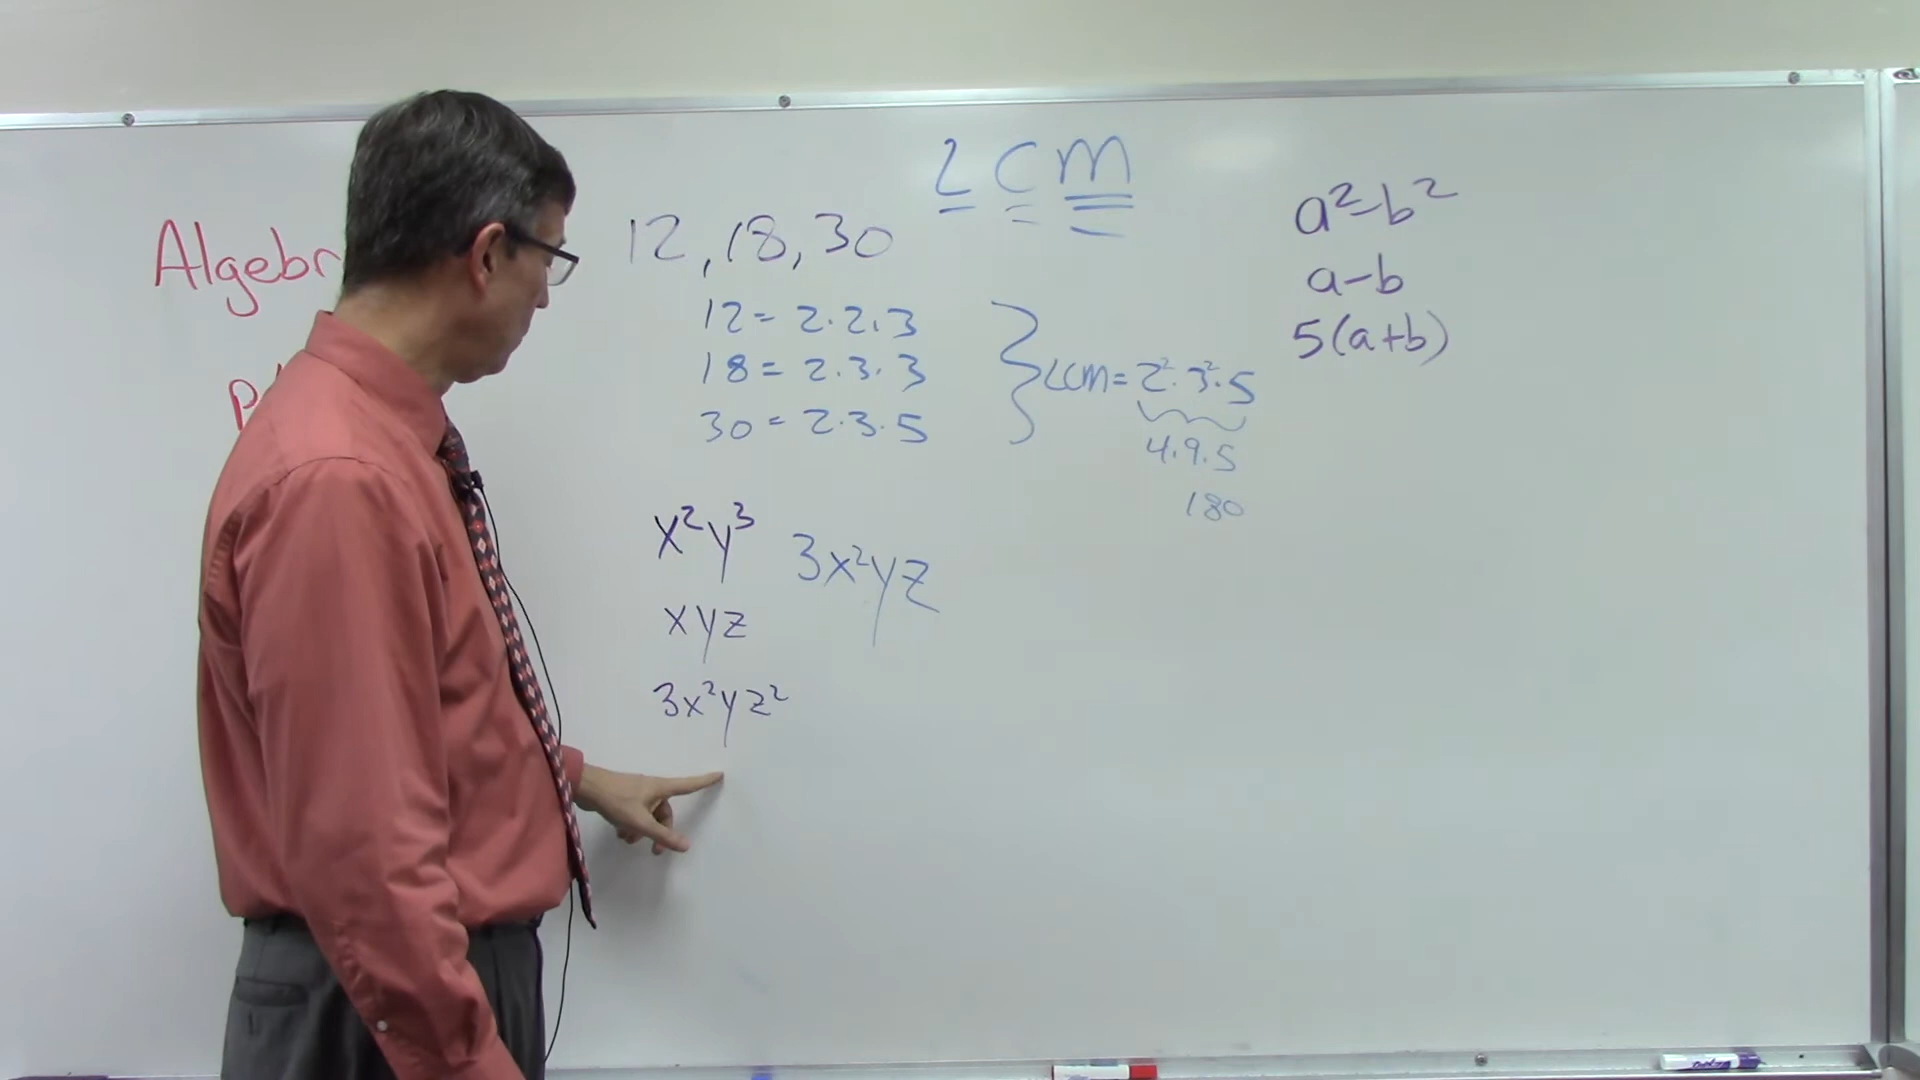 LCM
12, 18, 30
12 = 2·2·3
18 = 2·3·3
30 = 2·3·5
LCM = 2²·3²·5
4·9·5
180
x²y³
xyz
3x²yz²
3x²yz
a²-b²
a-b
5(a+b)